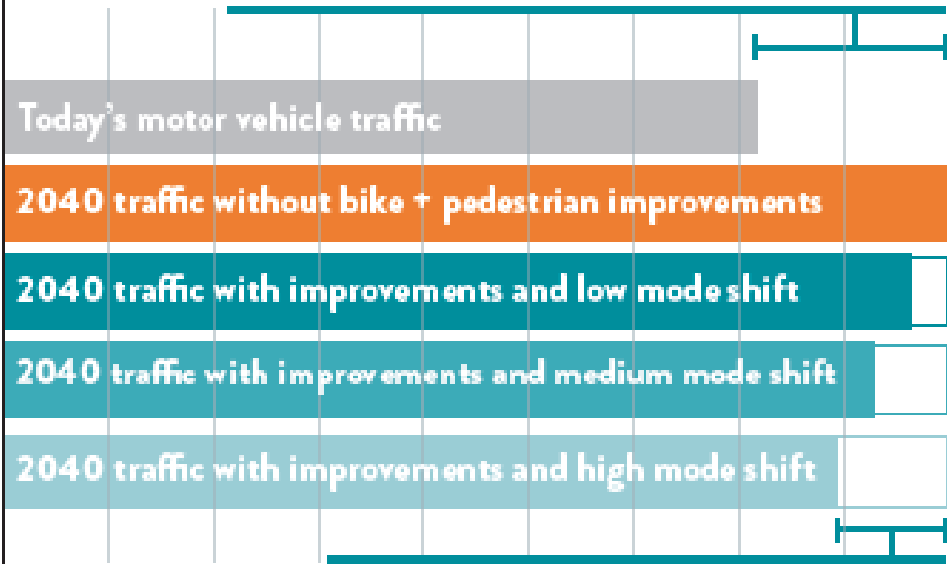 Today's motor vehicle traffic
2040 traffic without bike + pedestrian improvements
2040 traffic with improvements and low mode shift
2040 traffic with improvements and medium mode shift
2040 traffic with improvements and high mode shift